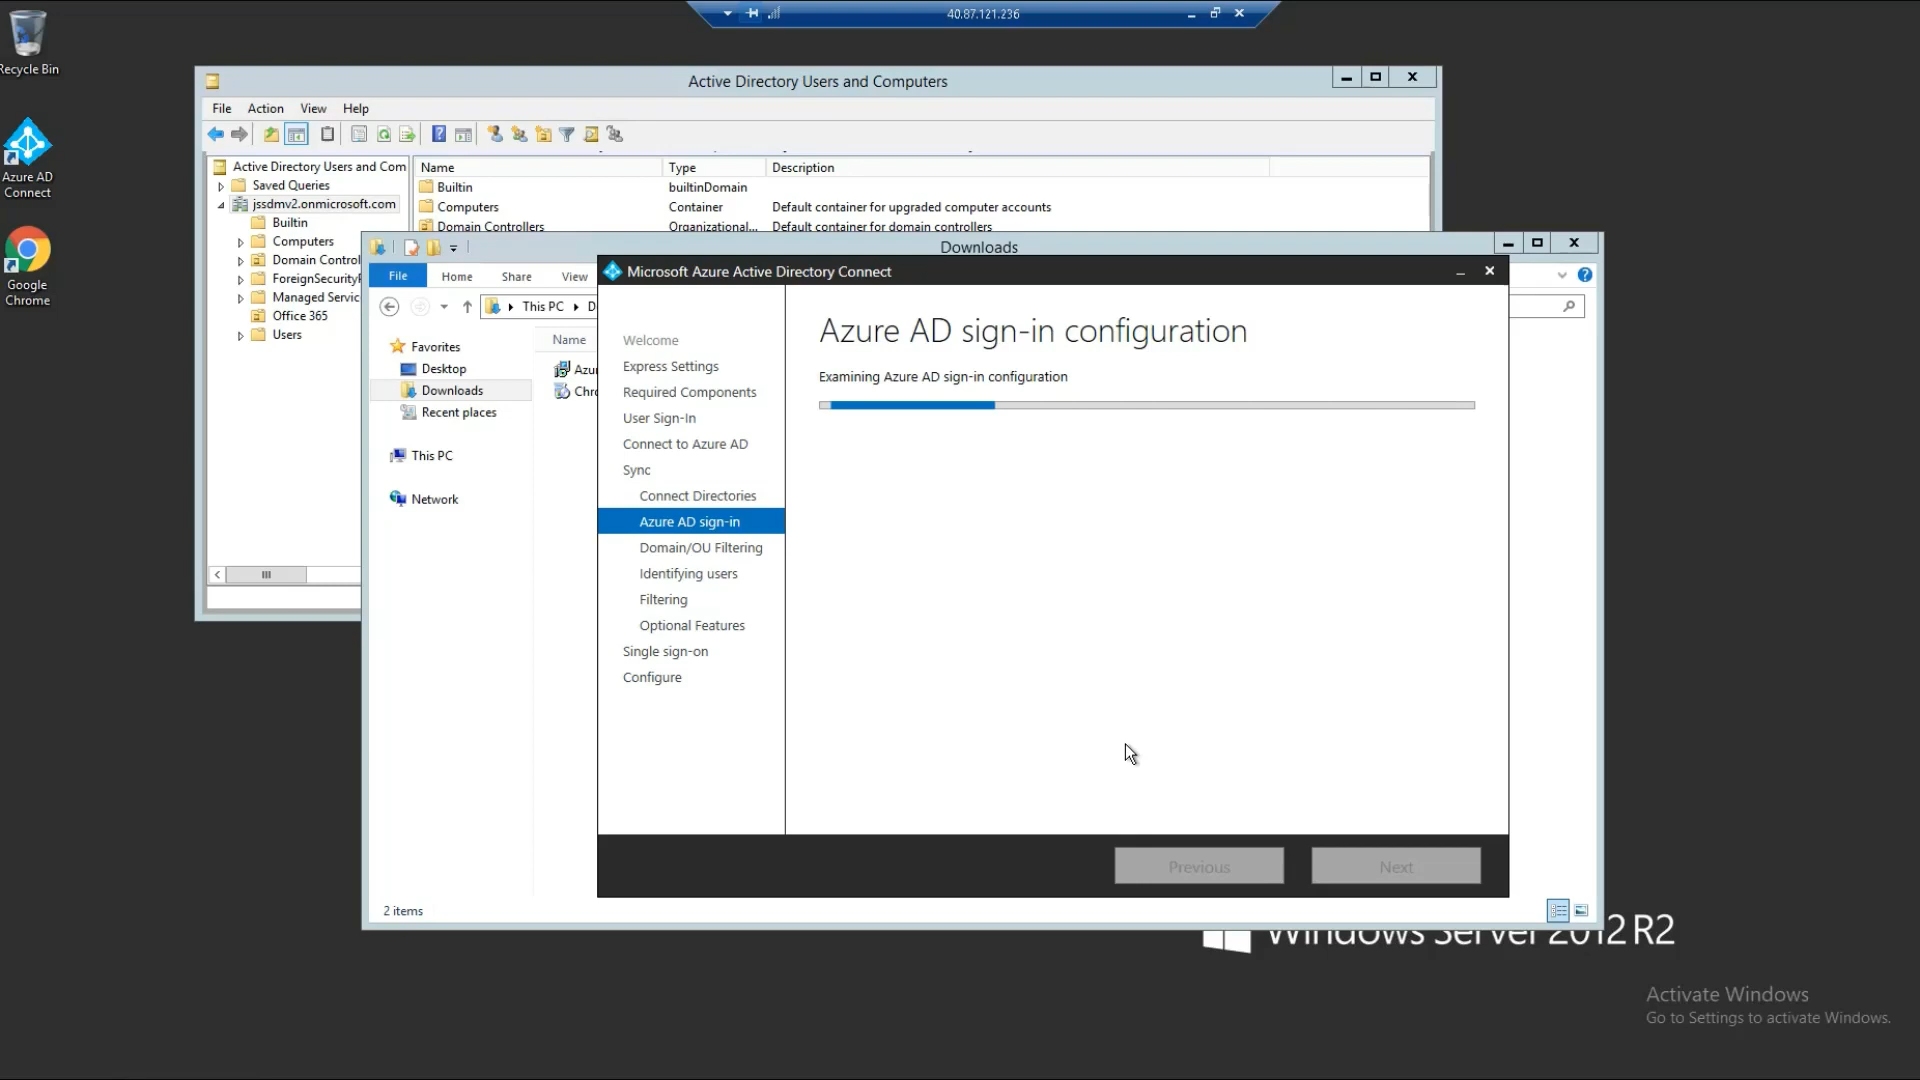 40.87.121.236
Recycle Bin
Azure AD
Connect
Google
Chrome
Active Directory Users and Computers
File Action View Help
Active Directory Users and Com
Saved Queries
jssdmv2.onmicrosoft.com
Builtin
Computers
Domain Control
ForeignSecurityP
Managed Servic
Office 365
Users
Name Type Description
Builtin builtinDomain
Computers Container Default container for upgraded computer accounts
Domain Controllers Organizational... Default container for domain controllers
Downloads
File Home Share View
This PC D
Favorites
Desktop
Downloads
Recent places
This PC
Network
Name
Azu
Chro
2 items
Microsoft Azure Active Directory Connect
Welcome
Express Settings
Required Components
User Sign-In
Connect to Azure AD
Sync
Connect Directories
Azure AD sign-in
Domain/OU Filtering
Identifying users
Filtering
Optional Features
Single sign-on
Configure
Azure AD sign-in configuration
Examining Azure AD sign-in configuration
Previous Next
Windows Server 2012 R2
Activate Windows
Go to Settings to activate Windows.